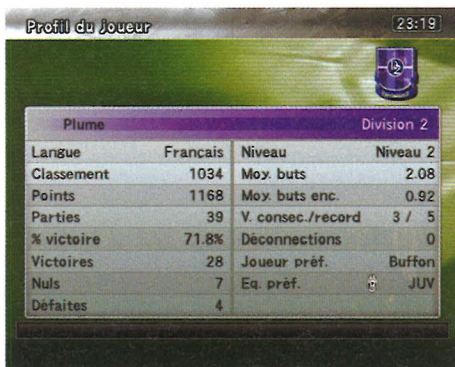 Profil du joueur 23:19
D2
Plume Division 2
Langue Français Niveau Niveau 2
Classement 1034 Moy. buts 2.08
Points 1168 Moy. buts enc. 0.92
Parties 39 V. consec./record 3 / 5
% victoire 71.8% Déconnections 0
Victoires 28 Joueur préf. Buffon
Nuls 7 Eq. préf. JUV
Défaites 4